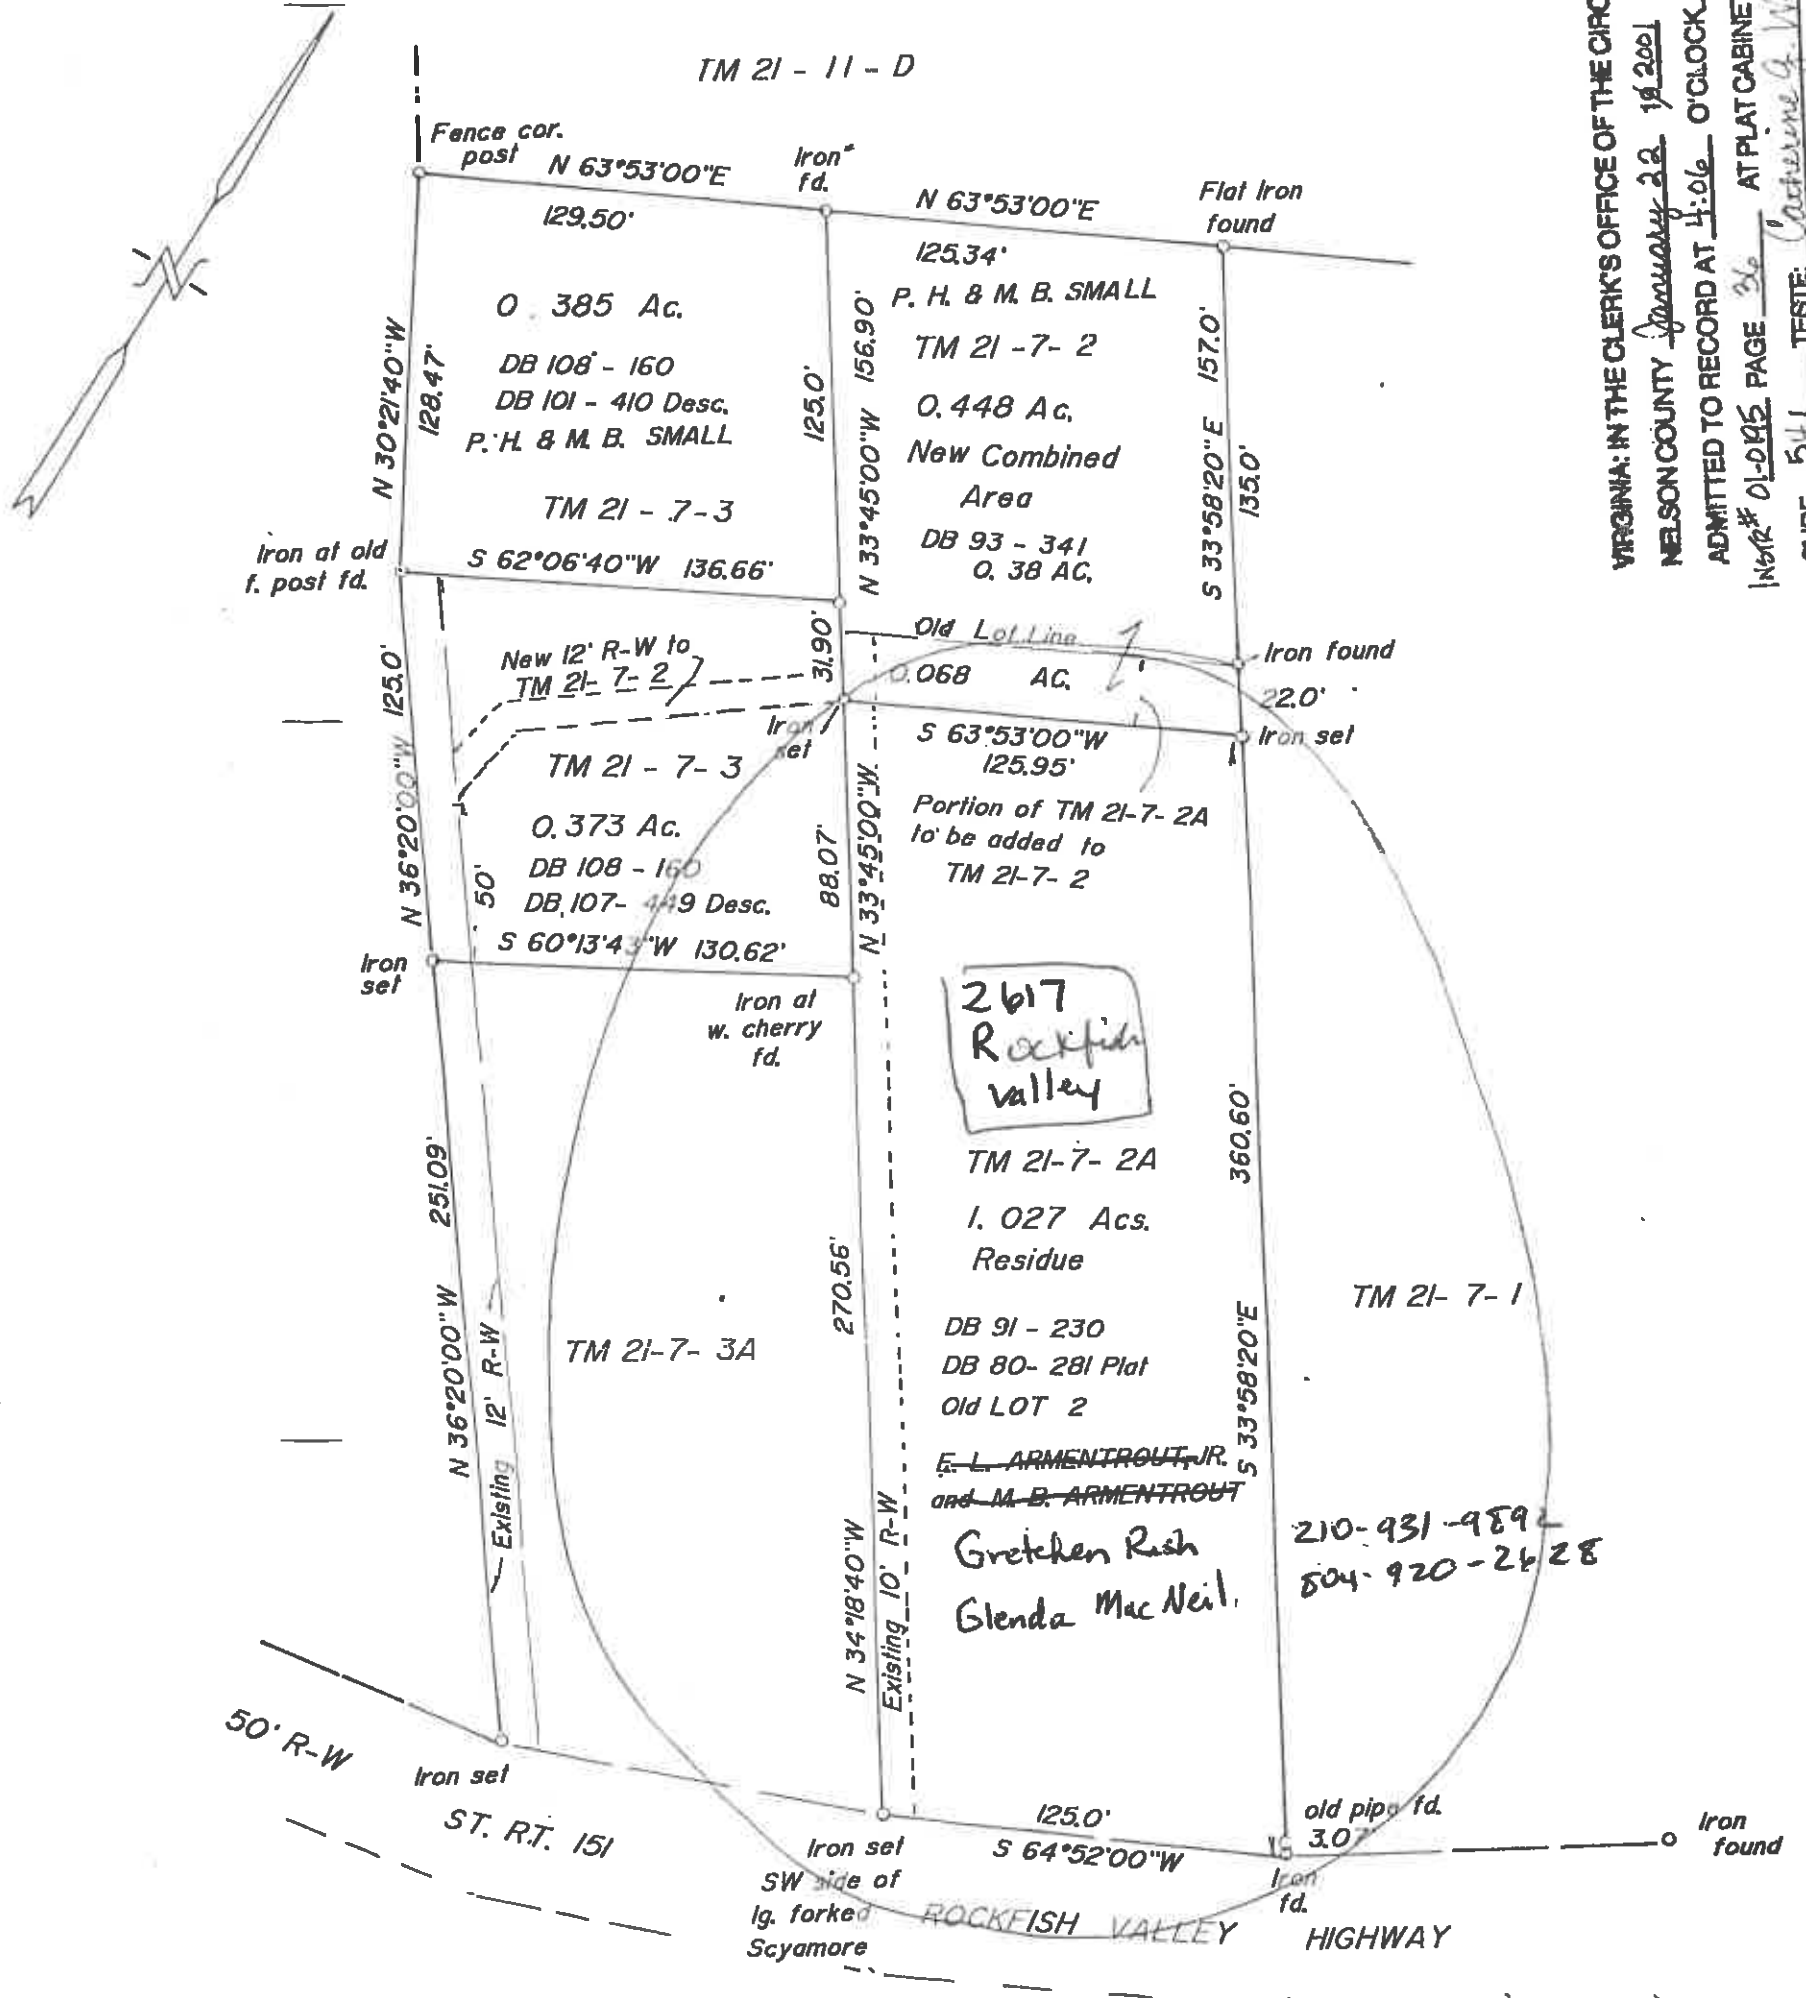 TM 21 - 11 - D
Fence cor.
post
N 63°53'00"E
129.50'
Iron
fd.
N 63°53'00"E
125.34'
Flat Iron
found
0.385 Ac.
DB 108 - 160
DB 101 - 410 Desc.
P. H. & M. B. SMALL
TM 21 - 7-3
N 30°21'40"W
128.47'
125.0'
N 33°45'00"W 156.90'
P. H. & M. B. SMALL
TM 21 -7- 2
0.448 Ac.
New Combined
Area
DB 93 - 341
0.38 AC.
S 33°58'20"E 157.0'
135.0'
Iron at old
f. post fd.
S 62°06'40"W 136.66'
New 12' R-W to
TM 21- 7- 2
31.90'
Old Lot Line
0.068 AC.
Iron found
22.0'
Iron set
Iron
set
S 63°53'00"W
125.95'
Portion of TM 21-7-2A
to be added to
TM 21-7-2
TM 21 - 7- 3
0.373 Ac.
DB 108 - 160
DB 107- 449 Desc.
N 36°20'00"W 125.0'
50'
88.07'
N 33°45'00"W
S 60°13'43"W 130.62'
Iron
set
Iron at
w. cherry
fd.
2617
Rockfish
valley
TM 21-7- 2A
1.027 Acs.
Residue
DB 91 - 230
DB 80- 281 Plat
Old LOT 2
E. L. ARMENTROUT, JR.
and M. B. ARMENTROUT
Gretchen Rush
Glenda MacNeil.
210-931-989
804-920-2628
251.09'
N 36°20'00"W
Existing 12' R-W
TM 21-7- 3A
270.56'
N 34°18'40"W
Existing 10' R-W
360.60'
S 33°58'20"E
TM 21- 7- 1
50' R-W
Iron set
ST. RT. 151
Iron set
SW side of
lg. forked
Scyamore
125.0'
S 64°52'00"W
old pipe fd.
3.07'
Iron
fd.
Iron
found
ROCKFISH VALLEY HIGHWAY
VIRGINIA: IN THE CLERK'S OFFICE OF THE CIRC
NELSON COUNTY January 22 19 2001
ADMITTED TO RECORD AT 4:06 O'CLOCK
INSTR# 01-0195 PAGE 36 AT PLAT CABINE
541 TESTE: Catherine G.